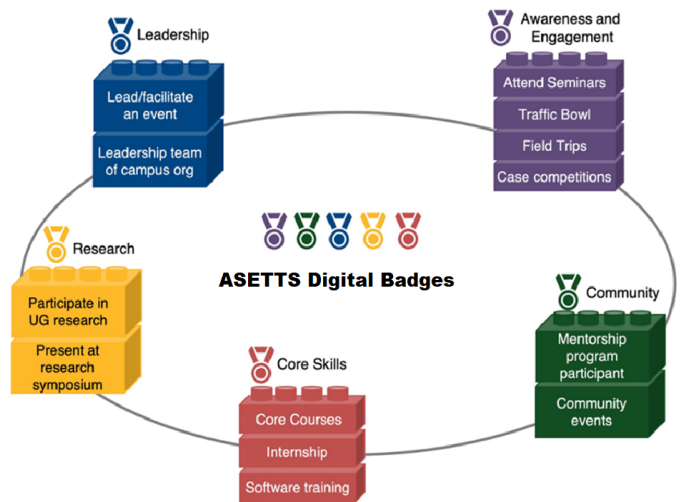 Leadership
Lead/facilitate
an event
Leadership team
of campus org
Awareness and
Engagement
Attend Seminars
Traffic Bowl
Field Trips
Case competitions
ASETTS Digital Badges
Research
Participate in
UG research
Present at
research
symposium
Community
Mentorship
program
participant
Community
events
Core Skills
Core Courses
Internship
Software training